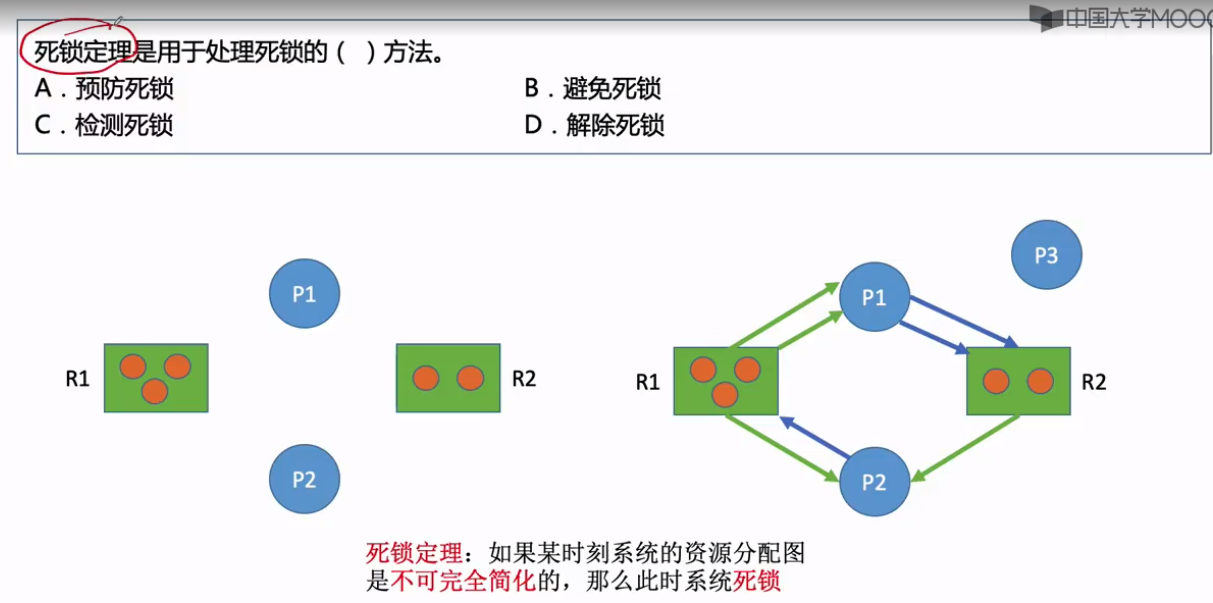 中国大学MOOC
死锁定理是用于处理死锁的（ ）方法。
A．预防死锁 B．避免死锁
C．检测死锁 D．解除死锁
P3
P1 P1
R1 R2 R1 R2
P2 P2
死锁定理：如果某时刻系统的资源分配图
是不可完全简化的，那么此时系统死锁